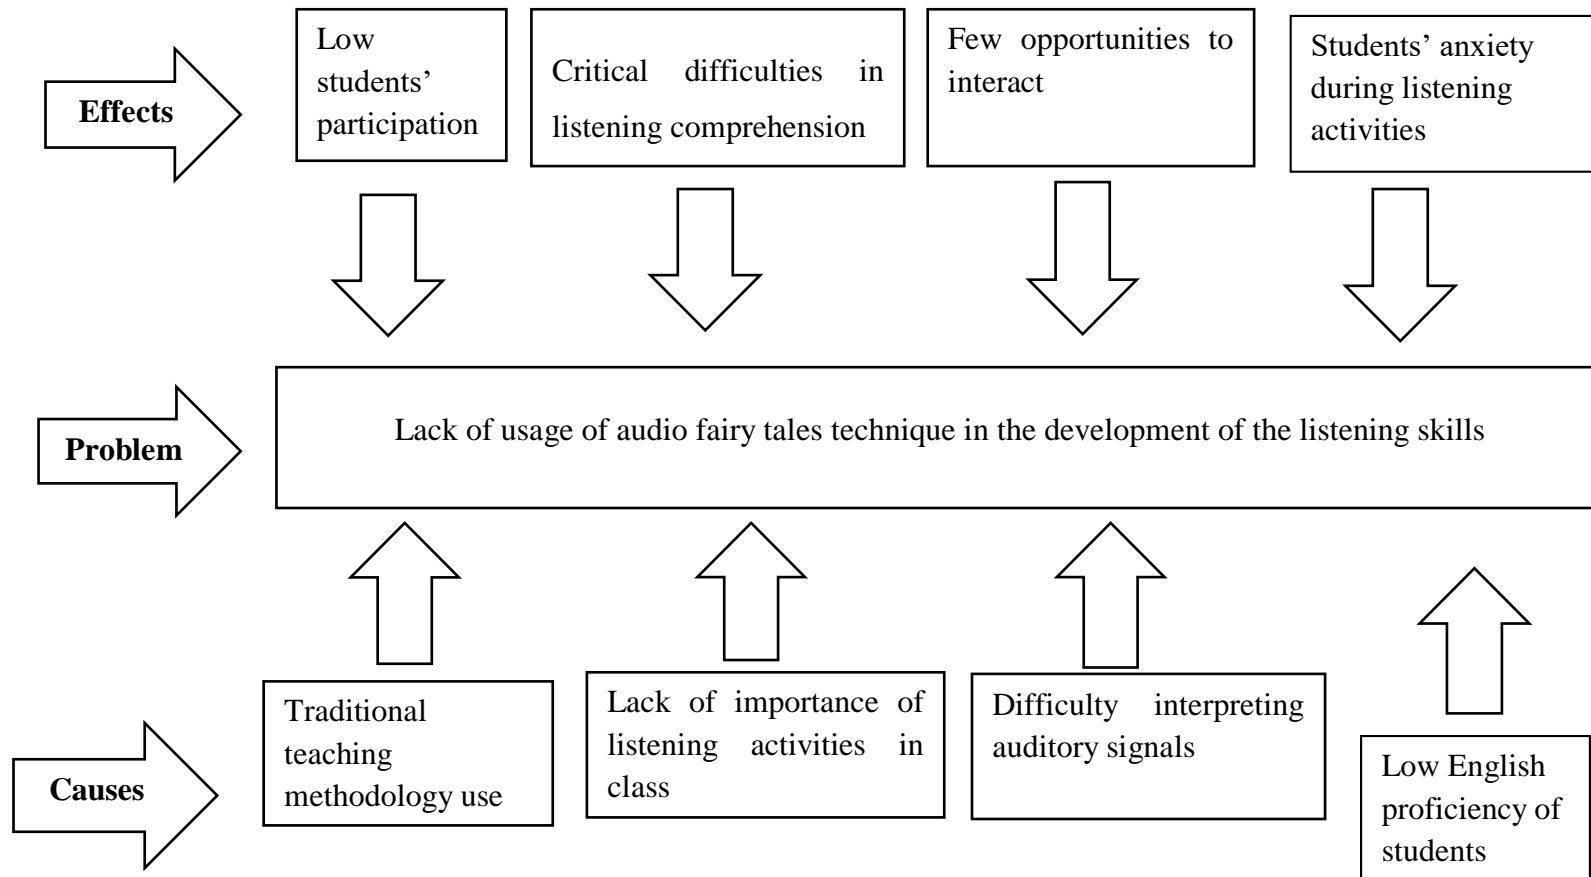 Effects
Low
students’
participation
Critical difficulties in
listening comprehension
Few opportunities to
interact
Students’ anxiety
during listening
activities
Problem
Lack of usage of audio fairy tales technique in the development of the listening skills
Causes
Traditional
teaching
methodology use
Lack of importance of
listening activities in
class
Difficulty interpreting
auditory signals
Low English
proficiency of
students